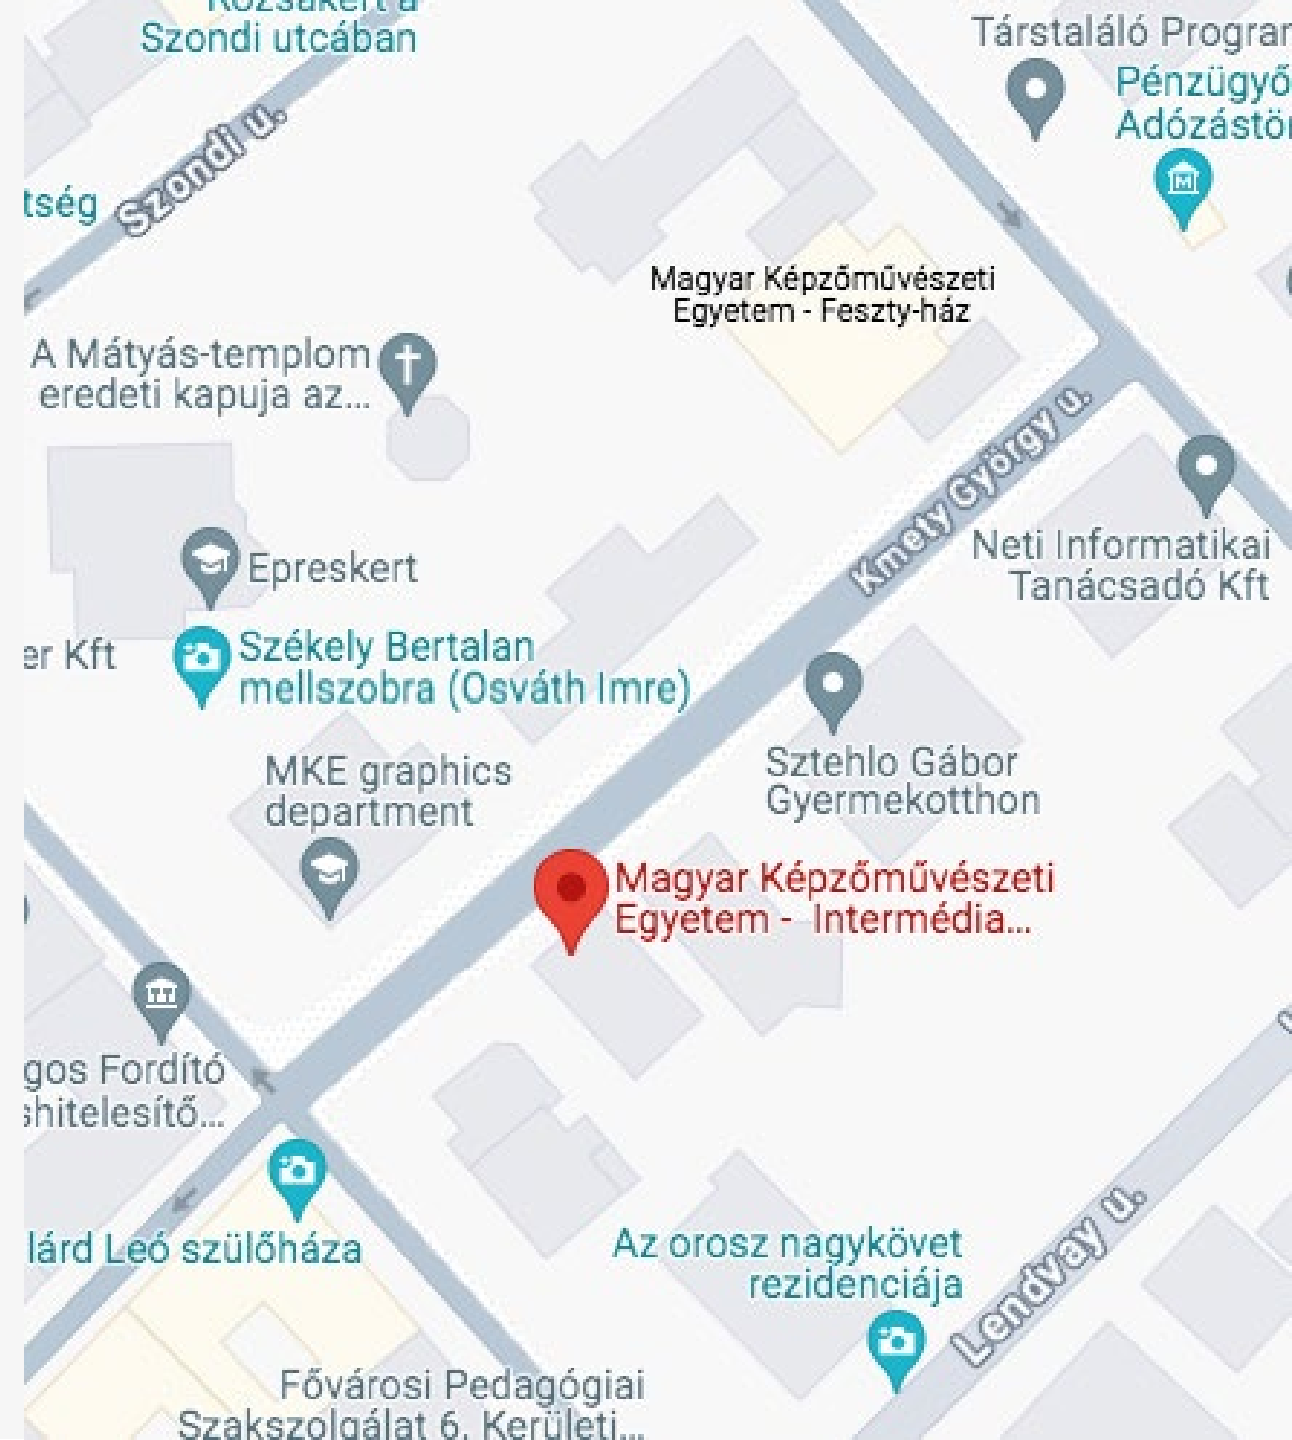 Rózsákert a
Szondi utcában
Társtaláló Progra
Pénzügyő
Adózástö
Szondi u.
tség
Magyar Képzőművészeti
Egyetem - Feszty-ház
A Mátyás-templom
eredeti kapuja az...
Kmety György u.
Neti Informatikai
Tanácsadó Kft
Epreskert
Székely Bertalan
mellszobra (Osváth Imre)
er Kft
Sztehlo Gábor
Gyermekotthon
MKE graphics
department
Magyar Képzőművészeti
Egyetem - Intermédia...
gos Fordító
shitelesítő...
lárd Leó szülőháza
Az orosz nagykövet
rezidenciája
Lendvay u.
Fővárosi Pedagógiai
Szakszolgálat 6. Kerületi...